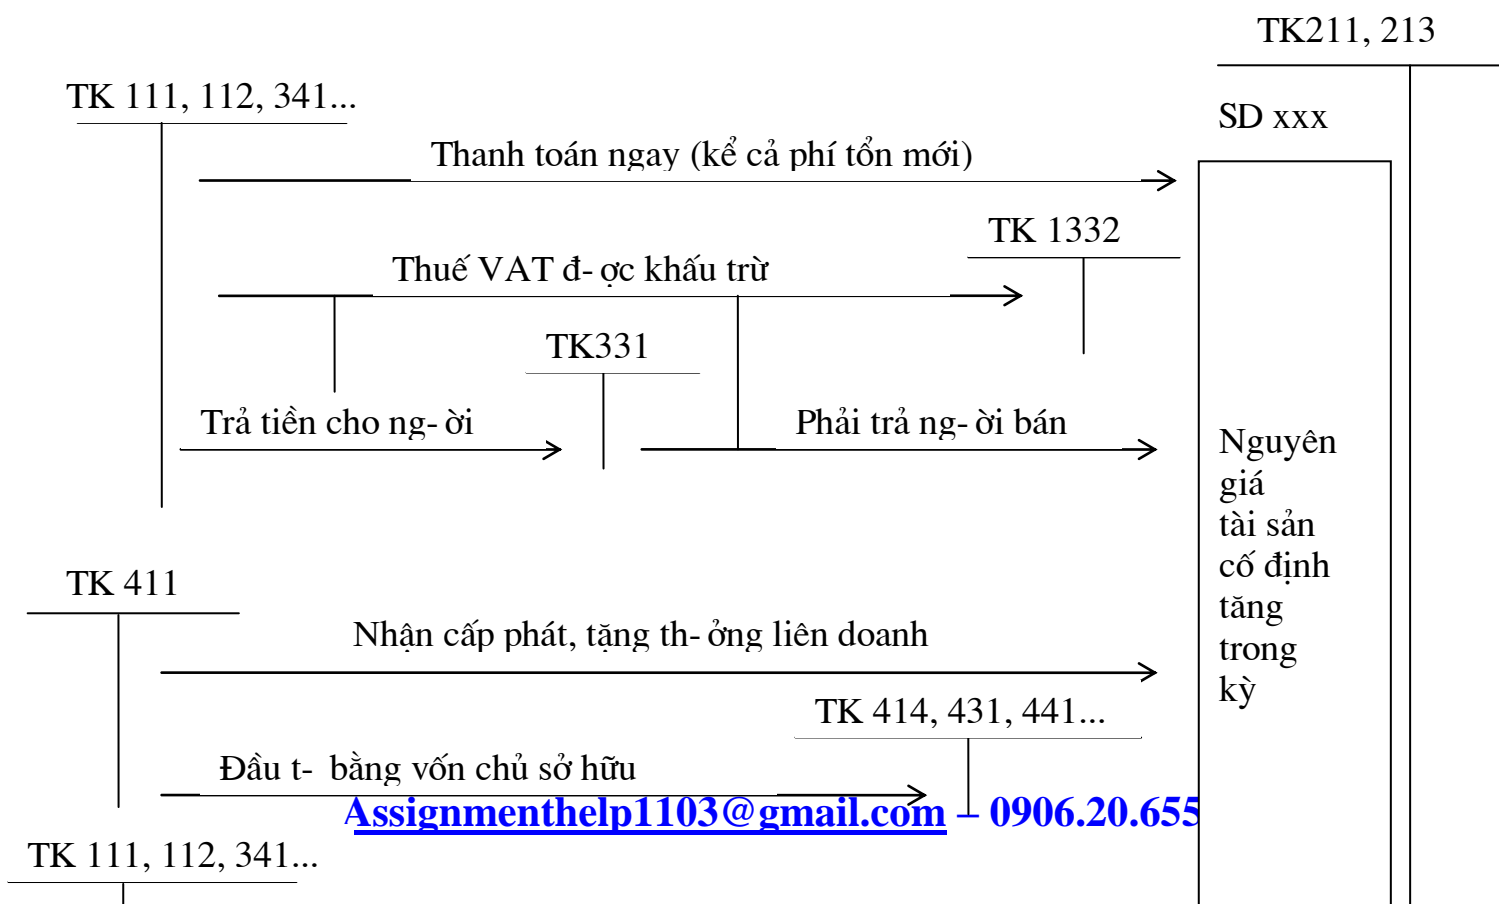 TK211, 213
TK 111, 112, 341...
SD xxx
Thanh toán ngay (kể cả phí tổn mới)
TK 1332
Thuế VAT đ- ợc khấu trừ
TK331
Trả tiền cho ng- ời
Phải trả ng- ời bán
Nguyên
giá
tài sản
cố định
tăng
trong
kỳ
TK 411
Nhận cấp phát, tặng th- ởng liên doanh
TK 414, 431, 441...
Đầu t- bằng vốn chủ sở hữu
Assignmenthelp1103@gmail.com – 0906.20.655
TK 111, 112, 341...